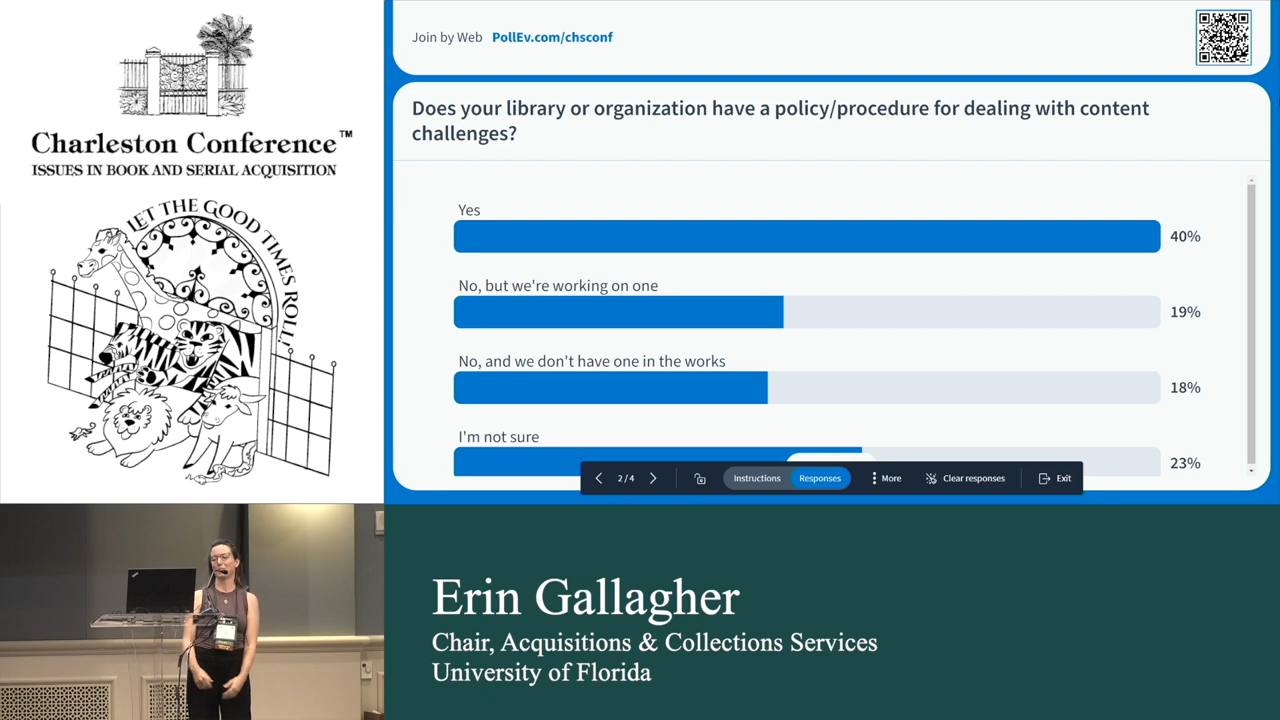 Charleston Conference™
ISSUES IN BOOK AND SERIAL ACQUISITION
LET THE GOOD TIMES ROLL!
Join by Web PollEv.com/chsconf
Does your library or organization have a policy/procedure for dealing with content
challenges?
Yes
40%
No, but we're working on one
19%
No, and we don't have one in the works
18%
I'm not sure
23%
2 / 4 Instructions Responses More Clear responses Exit
Erin Gallagher
Chair, Acquisitions & Collections Services
University of Florida